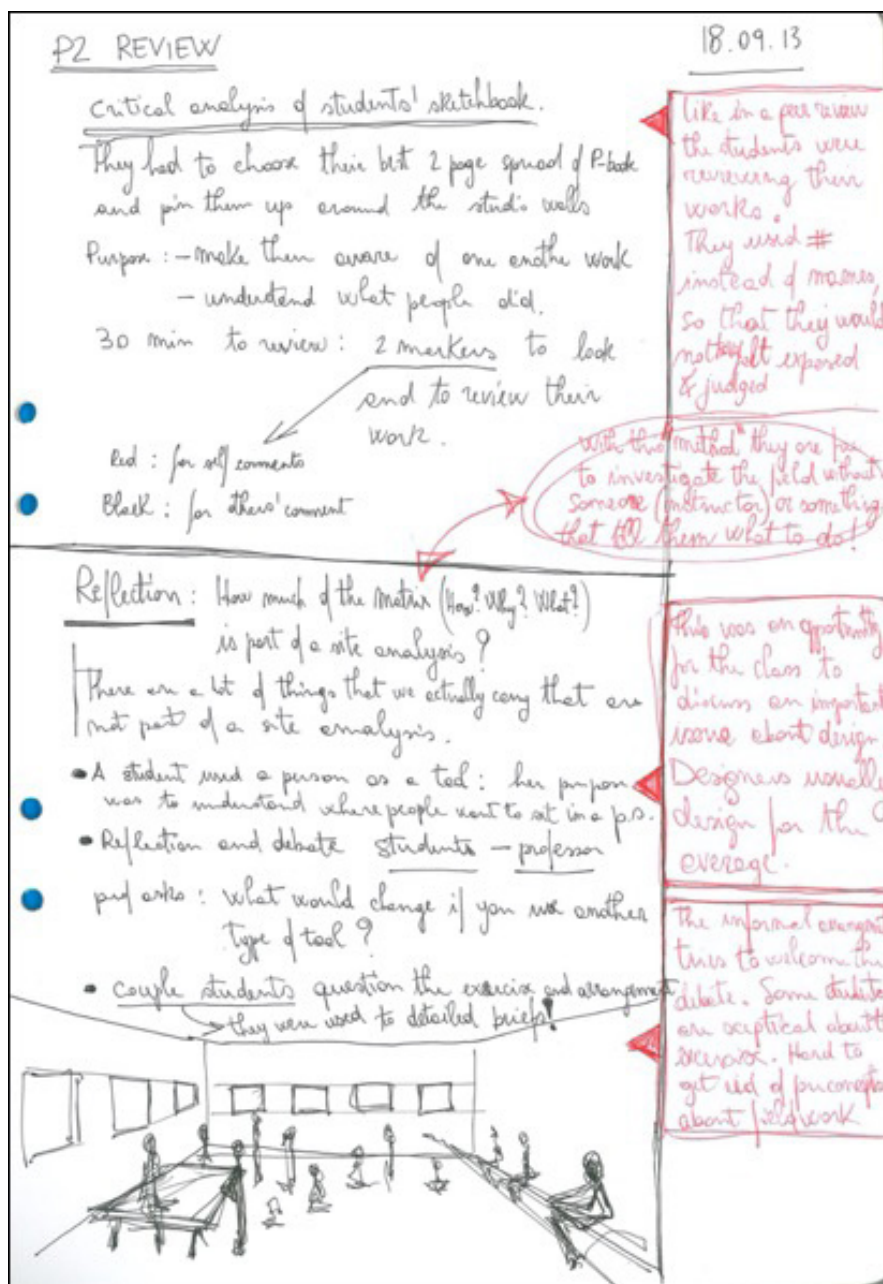 P2 REVIEW
18.09.13
Critical analysis of students' sketchbook.
They had to choose their best 2 page spread of P-book
and pin them up around the studio walls
Purpose : - make them aware of one anothe work
- understand what people did.
30 min to review : 2 markers to look
and to review their
work.
Red : for self comments
Black : for others' comment
Reflection : How much of the matrix (How? Why? What?)
is part of a site analysis ?
There are a lot of things that we actually carry that are
not part of a site analysis.
• A student used a person as a tool : her purpose
was to understand where people want to sit in a p.s.
• Reflection and debate students - professor
prof asks : what would change if you use another
type of tool ?
• couple students question the exercise and arrangement
they were used to detailed brief!
like in a peer review
the students were
reviewing their
works.
They used #
instead of names,
so that they would
not felt exposed
& judged
with this "method" they are free
to investigate the field without
someone (instructor) or something
that tell them what to do!
this was an opportunity
for the class to
discuss an important
issue about design
Designers usually
design for the
average.
the informal arrangement
tries to welcome the
debate. Some students
are sceptical about
exercise. Hard to
get rid of preconcepts
about fieldwork